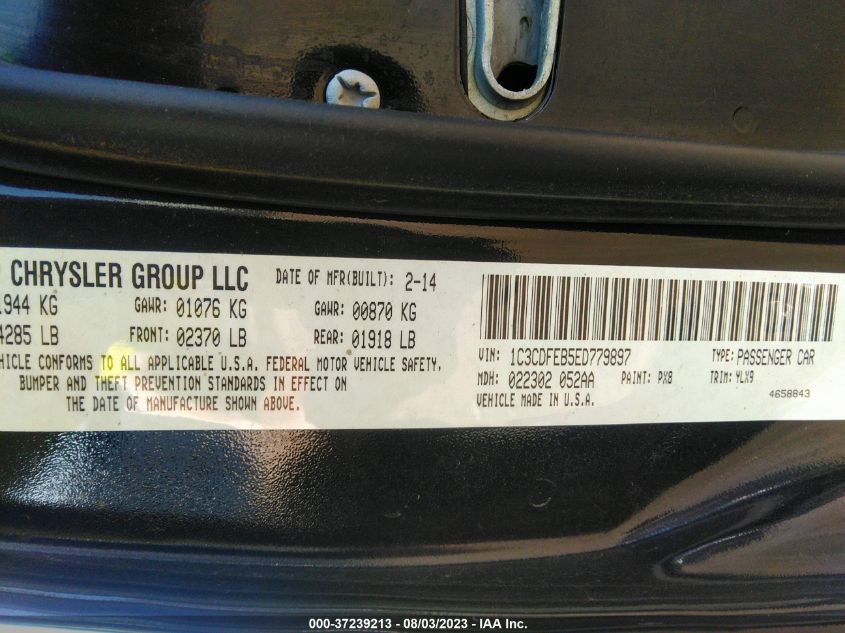 CHRYSLER GROUP LLC DATE OF MFR(BUILT): 2-14
1944 KG GAWR: 01076 KG GAWR: 00870 KG
4285 LB FRONT: 02370 LB REAR: 01918 LB
VEHICLE CONFORMS TO ALL APPLICABLE U.S.A. FEDERAL MOTOR VEHICLE SAFETY,
BUMPER AND THEFT PREVENTION STANDARDS IN EFFECT ON
THE DATE OF MANUFACTURE SHOWN ABOVE.
VIN: 1C3CDFEB5ED779897 TYPE: PASSENGER CAR
MDH: 022302 052AA PAINT: PX8 TRIM: YLX9
VEHICLE MADE IN U.S.A. 4658843
000-37239213 - 08/03/2023 - IAA Inc.